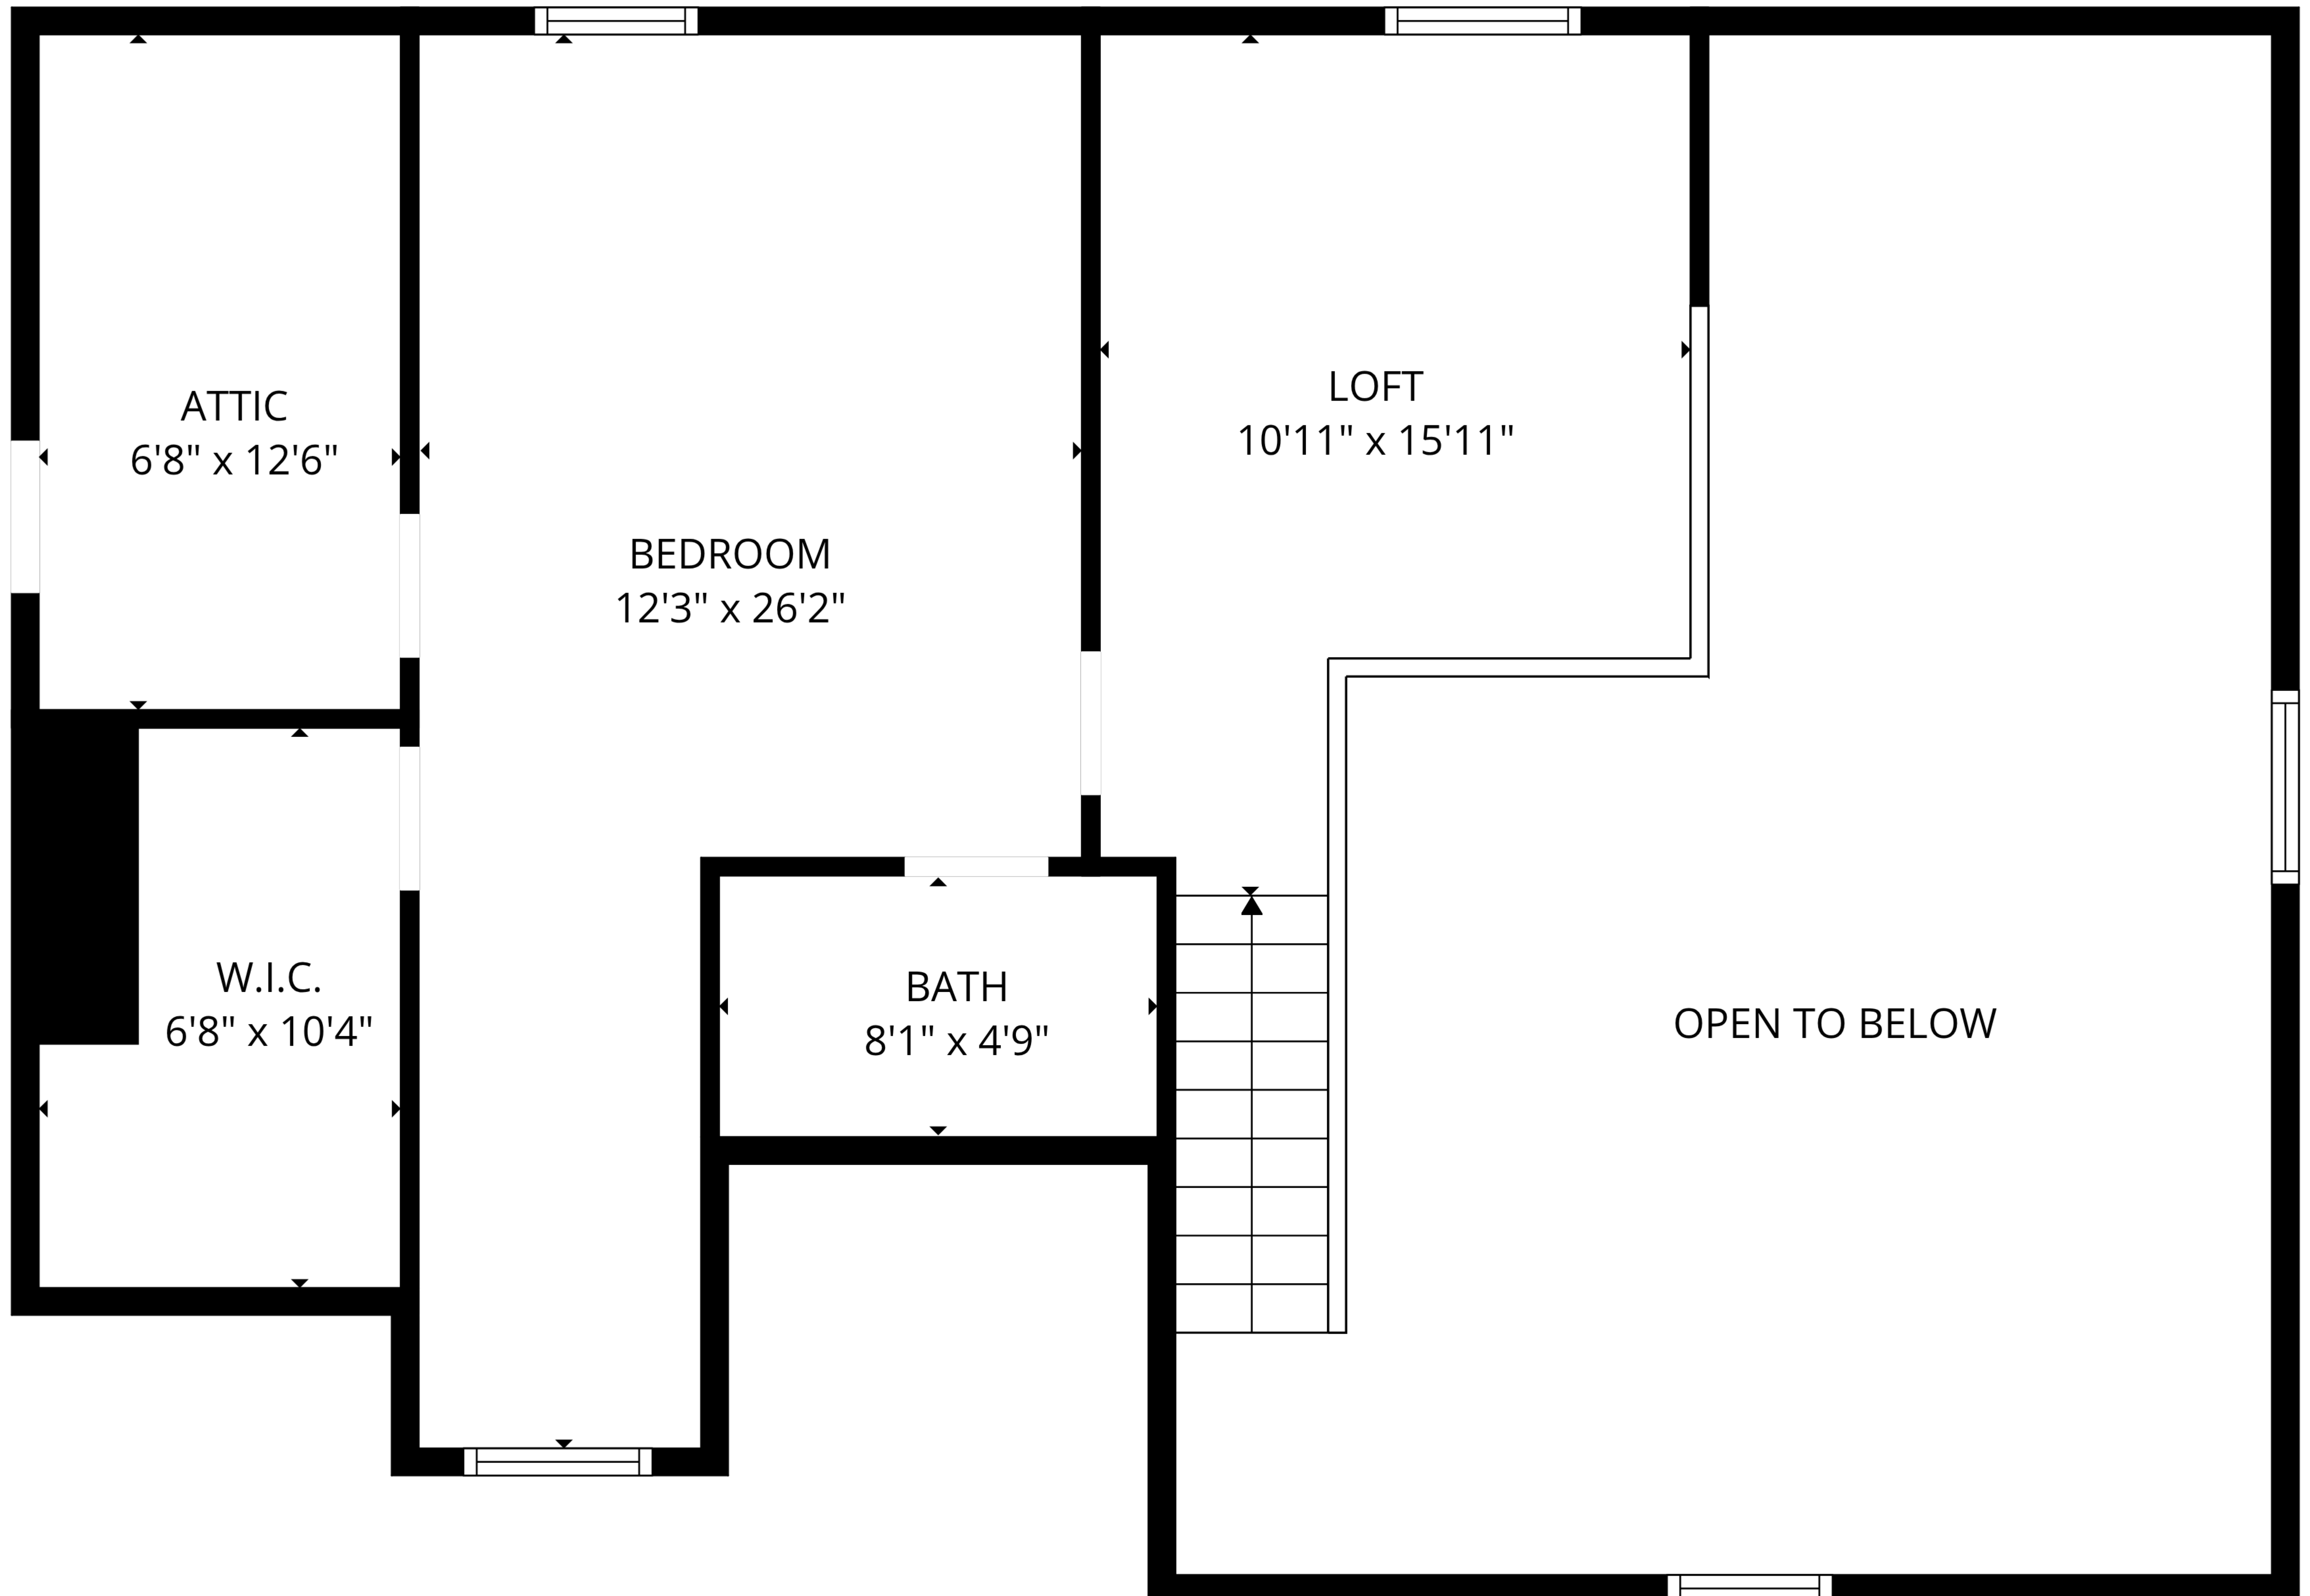 ATTIC
6'8" x 12'6"
LOFT
10'11" x 15'11"
BEDROOM
12'3" x 26'2"
W.I.C.
6'8" x 10'4"
BATH
8'1" x 4'9"
OPEN TO BELOW